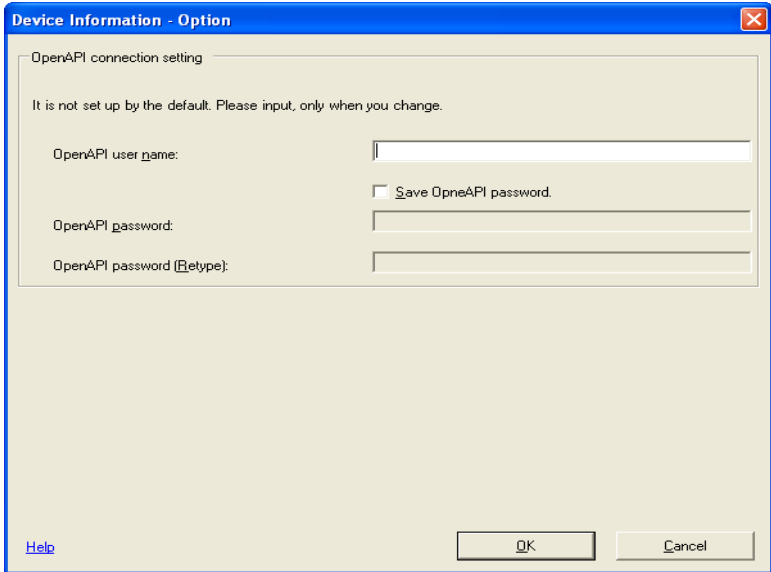 Device Information - Option
OpenAPI connection setting
It is not set up by the default. Please input, only when you change.
OpenAPI user name:
Save OpneAPI password.
OpenAPI password:
OpenAPI password (Retype):
Help
OK
Cancel